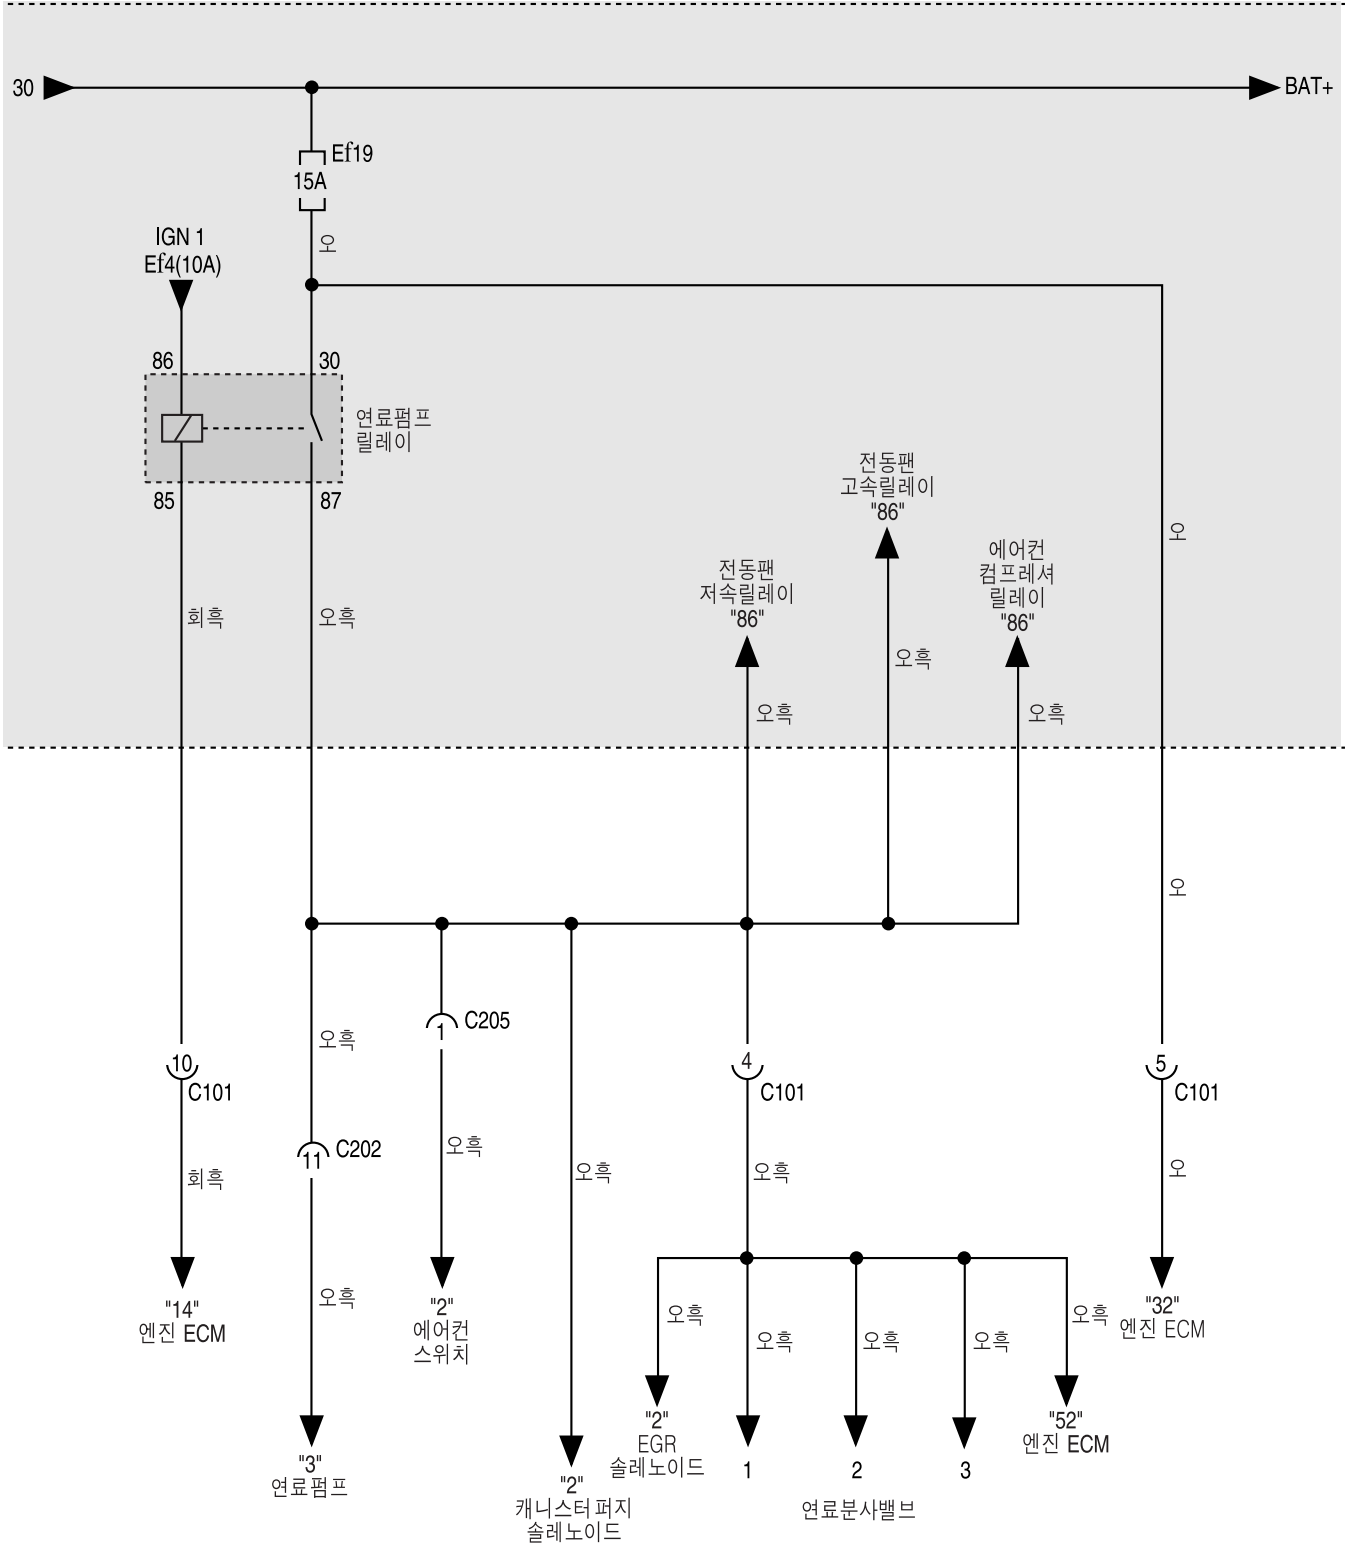 30
BAT+
Ef19
15A
오
IGN 1
Ef4(10A)
86
30
연료펌프
릴레이
85
87
전동팬
고속릴레이
"86"
전동팬
저속릴레이
"86"
에어컨
컴프레셔
릴레이
"86"
오
회흑
오흑
오흑
오흑
오흑
오
C205
1
오흑
10
C101
4
C101
5
C101
C202
11
오흑
회흑
오흑
오흑
오
"14"
엔진 ECM
오흑
"2"
에어컨
스위치
오흑
오흑
오흑
오흑
오흑
"32"
엔진 ECM
"3"
연료펌프
"2"
캐니스터 퍼지
솔레노이드
"2"
EGR
솔레노이드
1
2
3
연료분사밸브
"52"
엔진 ECM